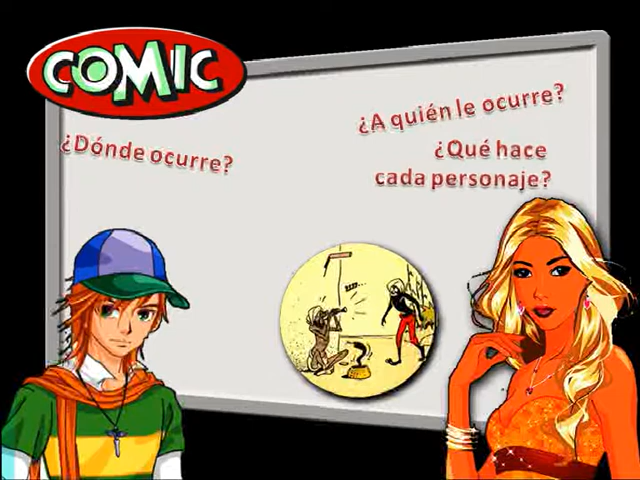 COMIC
¿Dónde ocurre?
¿A quién le ocurre?
¿Qué hace
cada personaje?